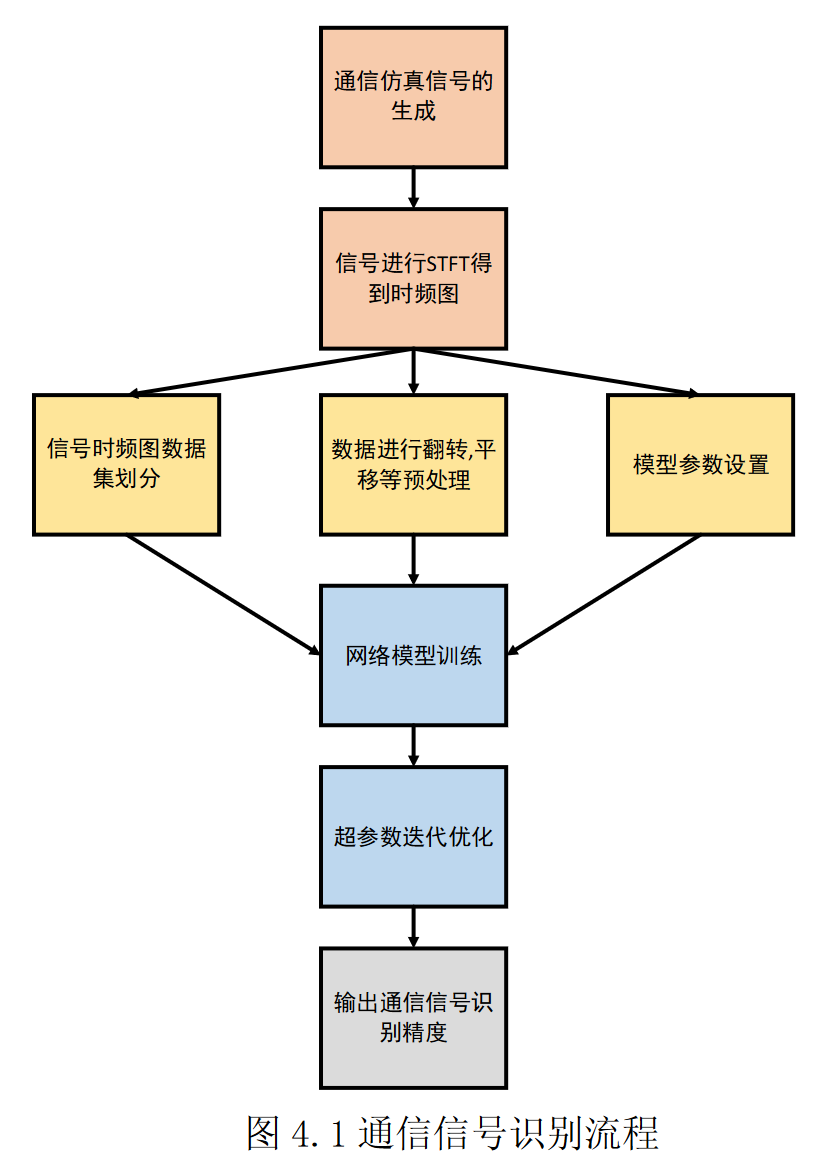 通信仿真信号的
生成
信号进行STFT得
到时频图
信号时频图数据
集划分
数据进行翻转,平
移等预处理
模型参数设置
网络模型训练
超参数迭代优化
输出通信信号识
别精度
图 4.1 通信信号识别流程